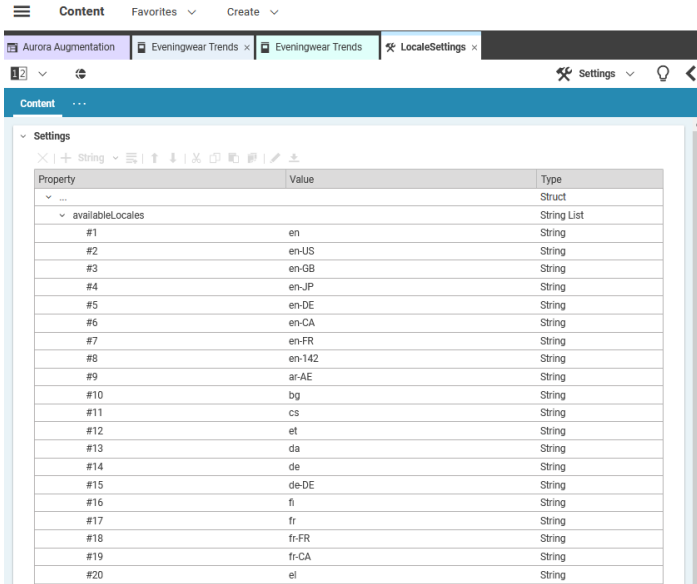 Content Favorites Create
Aurora Augmentation Eveningwear Trends × Eveningwear Trends LocaleSettings ×
12 Settings
Content ...
Settings
String
Property Value Type
... Struct
availableLocales String List
#1 en String
#2 en-US String
#3 en-GB String
#4 en-JP String
#5 en-DE String
#6 en-CA String
#7 en-FR String
#8 en-142 String
#9 ar-AE String
#10 bg String
#11 cs String
#12 et String
#13 da String
#14 de String
#15 de-DE String
#16 fi String
#17 fr String
#18 fr-FR String
#19 fr-CA String
#20 el String